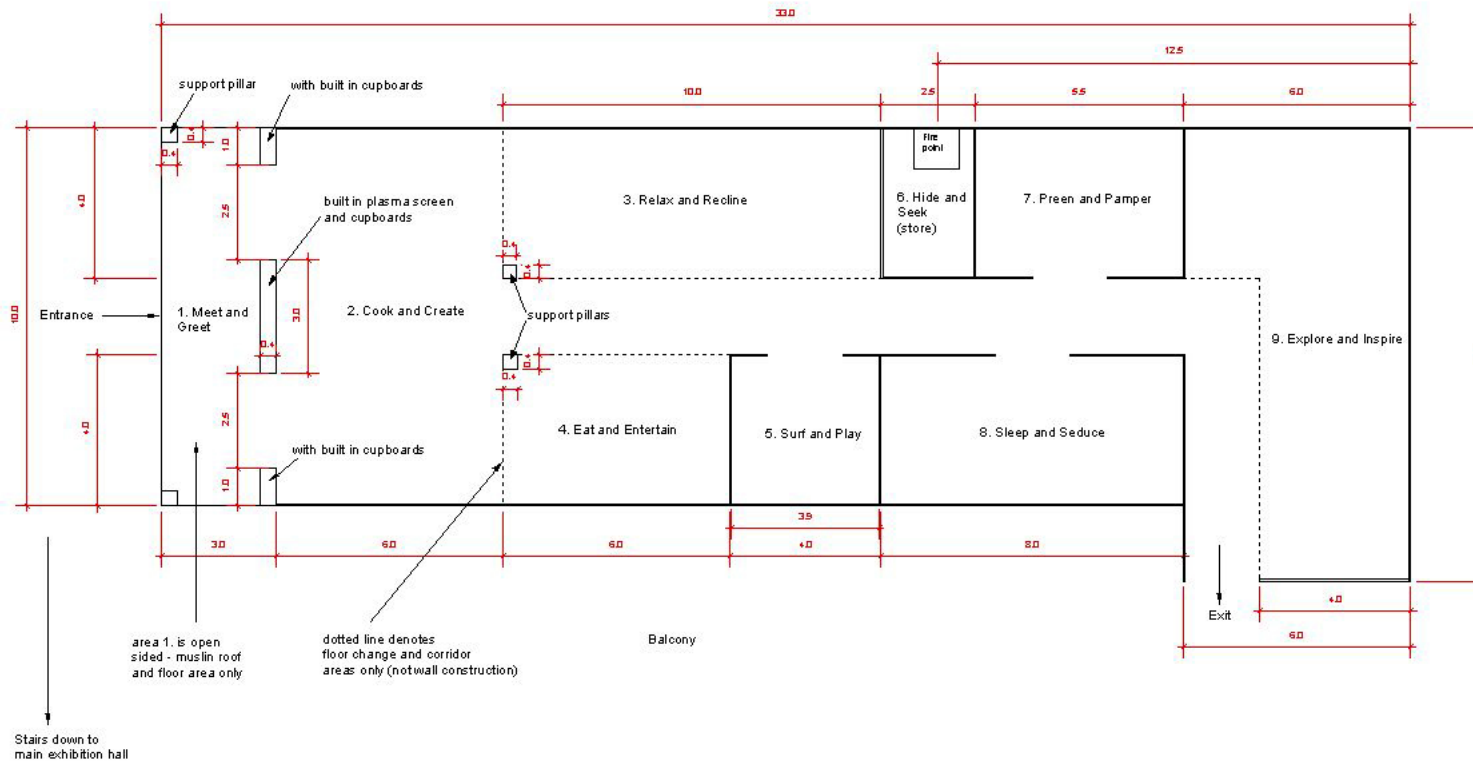 33.0
12.5
10.0
2.5
5.5
6.0
support pillar
with built in cupboards
0.4
0.4
1.0
Fire
point
4.0
2.5
built in plasma screen
and cupboards
3. Relax and Recline
6. Hide and
Seek
(store)
7. Preen and Pamper
0.4
0.4
10.0
Entrance
1. Meet and
Greet
3.0
2. Cook and Create
support pillars
9. Explore and Inspire
0.4
0.4
0.4
4.0
2.5
4. Eat and Entertain
5. Surf and Play
8. Sleep and Seduce
with built in cupboards
1.0
3.9
3.0
6.0
6.0
4.0
8.0
4.0
Exit
6.0
area 1. is open
sided - muslin roof
and floor area only
dotted line denotes
floor change and corridor
areas only (not wall construction)
Balcony
Stairs down to
main exhibition hall